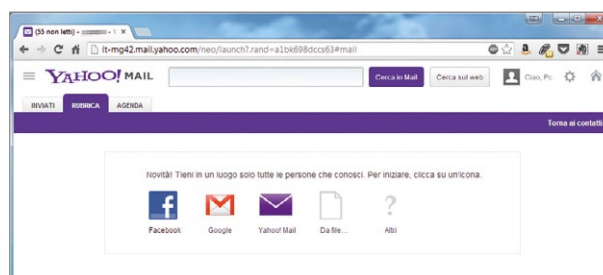 (55 non letti) -
it-mg42.mail.yahoo.com/neo/launch?.rand=a1bk698dccs63#mail
YAHOO! MAIL
Cerca in Mail
Cerca sul web
Ciao, Pc
INVIATI
RUBRICA
AGENDA
Torna ai contatti
Novità! Tieni in un luogo solo tutte le persone che conosci. Per iniziare, clicca su un'icona.
Facebook
Google
Yahoo! Mail
Da file...
Altri